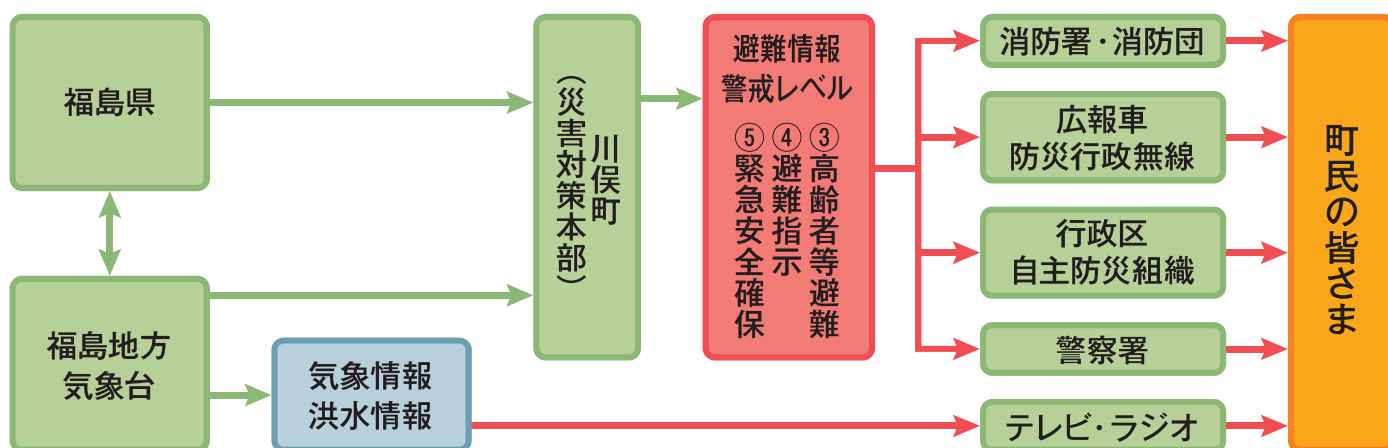 福島県
福島地方
気象台
気象情報
洪水情報
川俣町
（災害対策本部）
避難情報
警戒レベル
③高齢者等避難
④避難指示
⑤緊急安全確保
消防署・消防団
広報車
防災行政無線
行政区
自主防災組織
警察署
テレビ・ラジオ
町民の皆さま